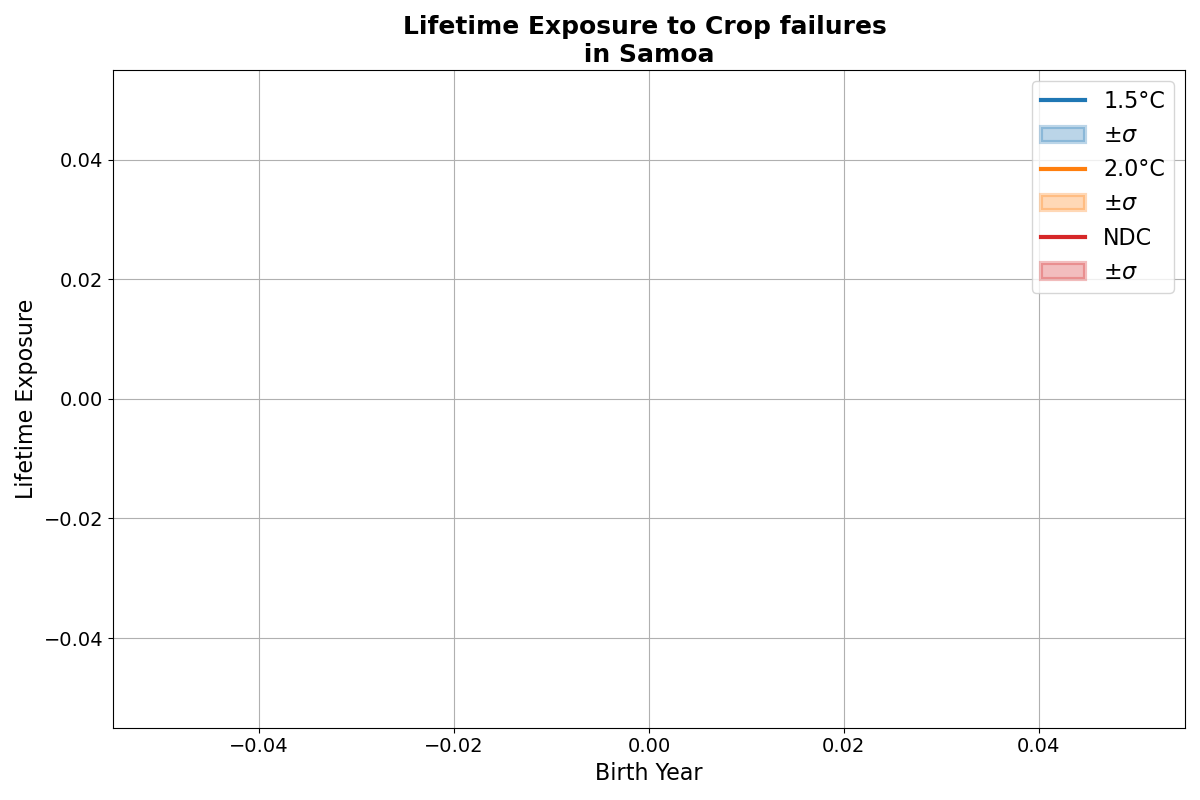 Lifetime Exposure to Crop failures
in Samoa
1.5°C
±σ
2.0°C
±σ
NDC
±σ
Lifetime Exposure
0.04
0.02
0.00
−0.02
−0.04
−0.04
−0.02
0.00
0.02
0.04
Birth Year